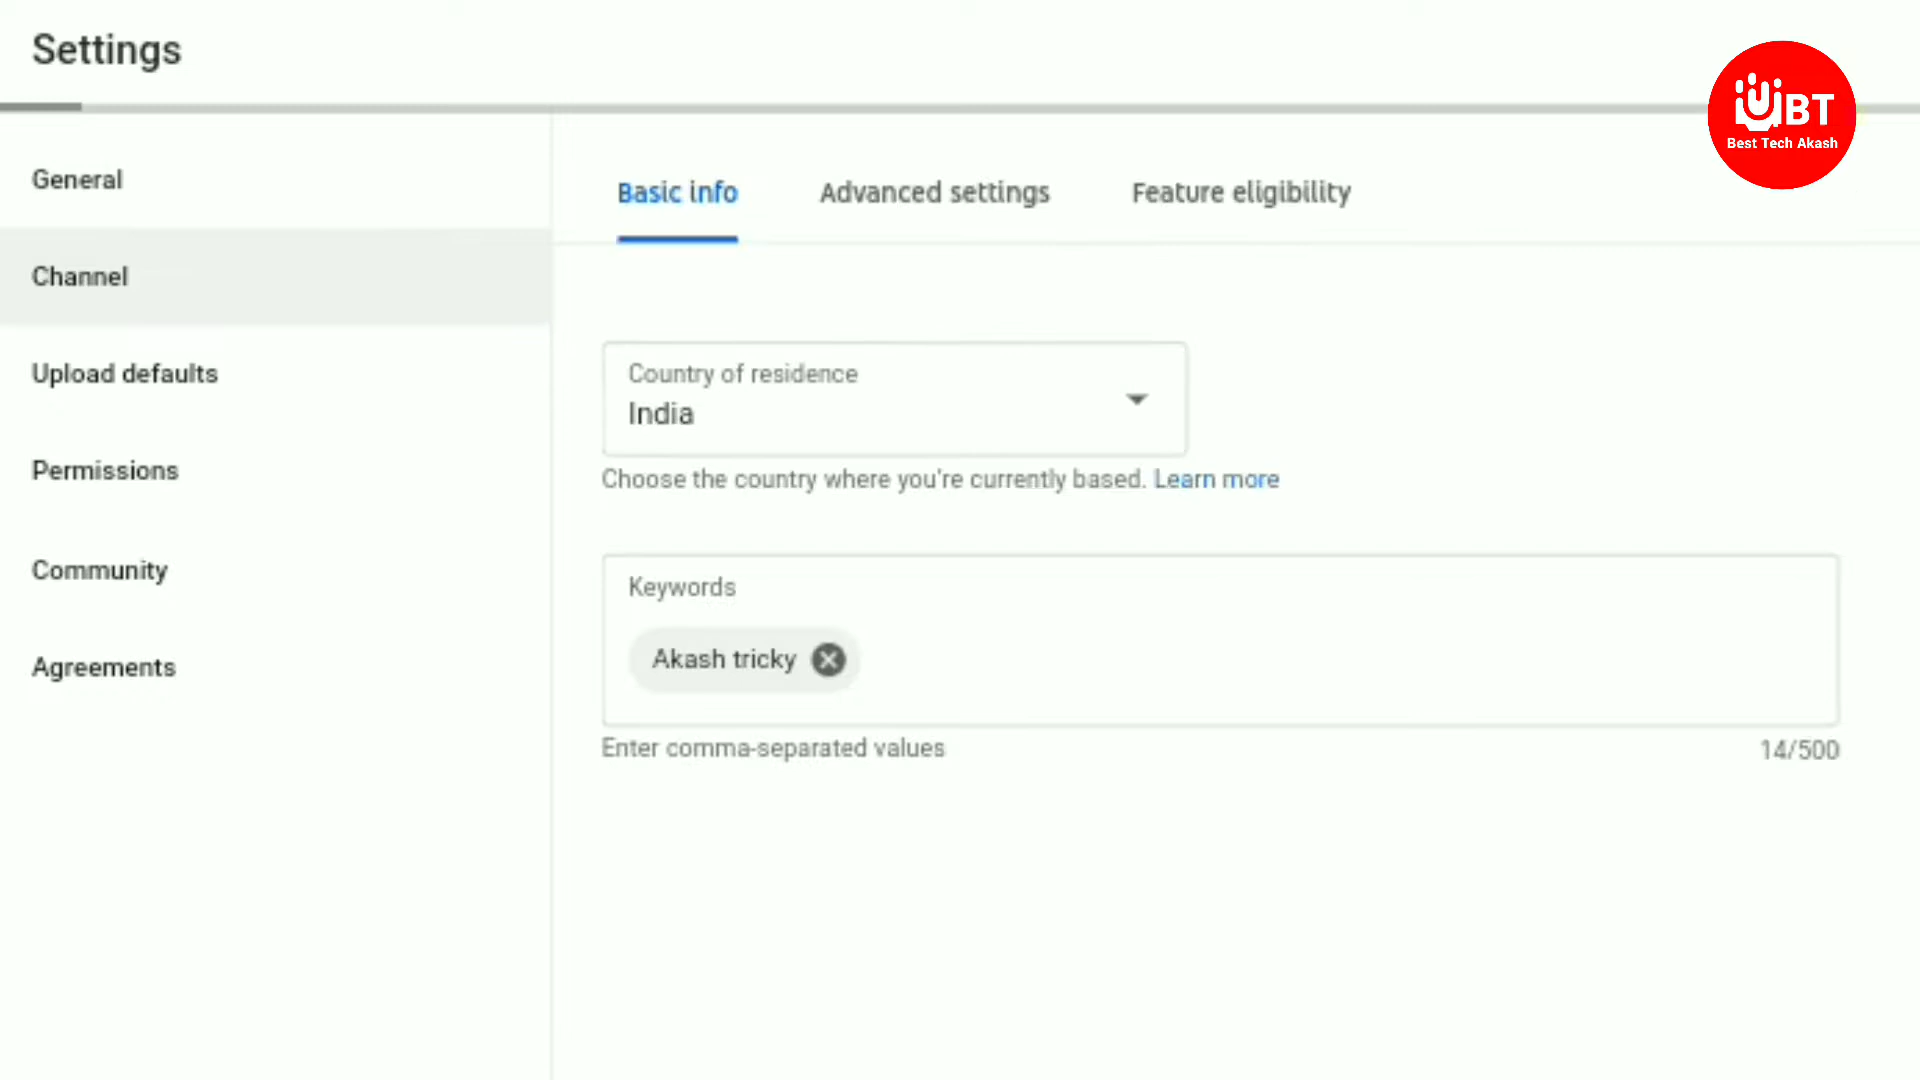 Settings
BT
Best Tech Akash
General
Channel
Upload defaults
Permissions
Community
Agreements
Basic info
Advanced settings
Feature eligibility
Country of residence
India
Choose the country where you're currently based. Learn more
Keywords
Akash tricky
Enter comma-separated values
14/500